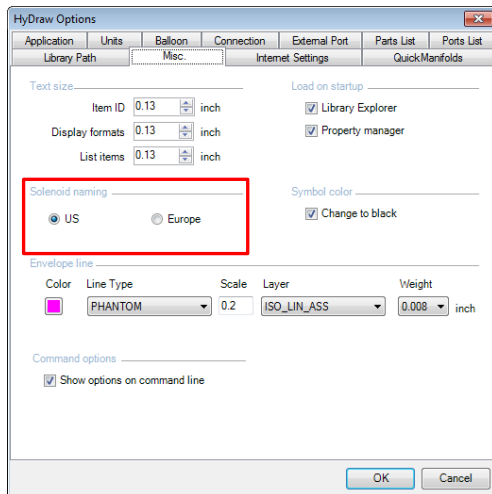 HyDraw Options
Application Units Balloon Connection External Port Parts List Ports List
Library Path Misc. Internet Settings QuickManifolds
Text size Load on startup
Item ID 0.13 inch Library Explorer
Display formats 0.13 inch Property manager
List items 0.13 inch
Solenoid naming Symbol color
US Europe Change to black
Envelope line
Color Line Type Scale Layer Weight
PHANTOM 0.2 ISO_LIN_ASS 0.008 inch
Command options
Show options on command line
OK Cancel